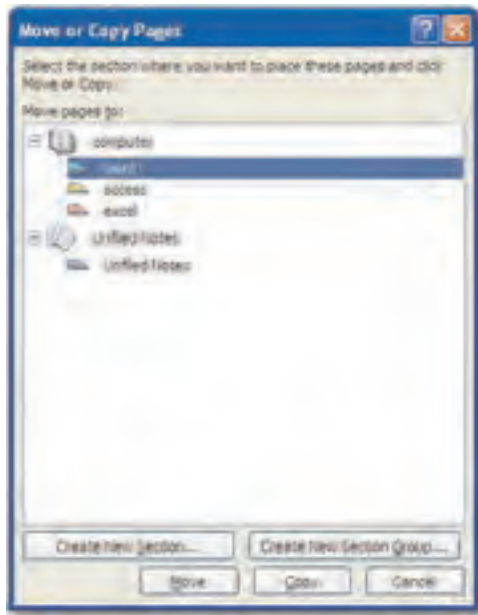 Move or Copy Pages
Select the section where you want to place these pages and click
Move or Copy.
Move pages to:
computer
word
access
excel
Unfiled Notes
Unfiled Notes
Create New Section...
Create New Section Group...
Move
Copy
Cancel